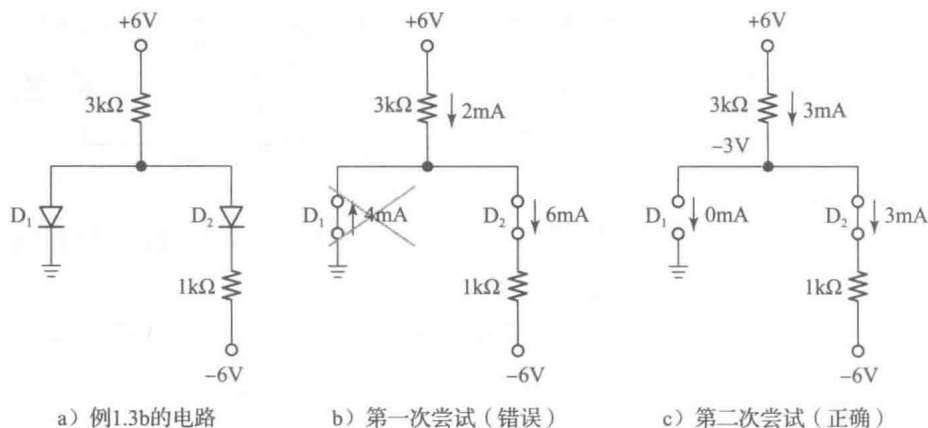 +6V
3kΩ
D₁
D₂
1kΩ
−6V
a）例1.3b的电路
+6V
3kΩ
2mA
D₁
4mA
D₂
6mA
1kΩ
−6V
b）第一次尝试（错误）
+6V
3kΩ
3mA
−3V
D₁
0mA
D₂
3mA
1kΩ
−6V
c）第二次尝试（正确）